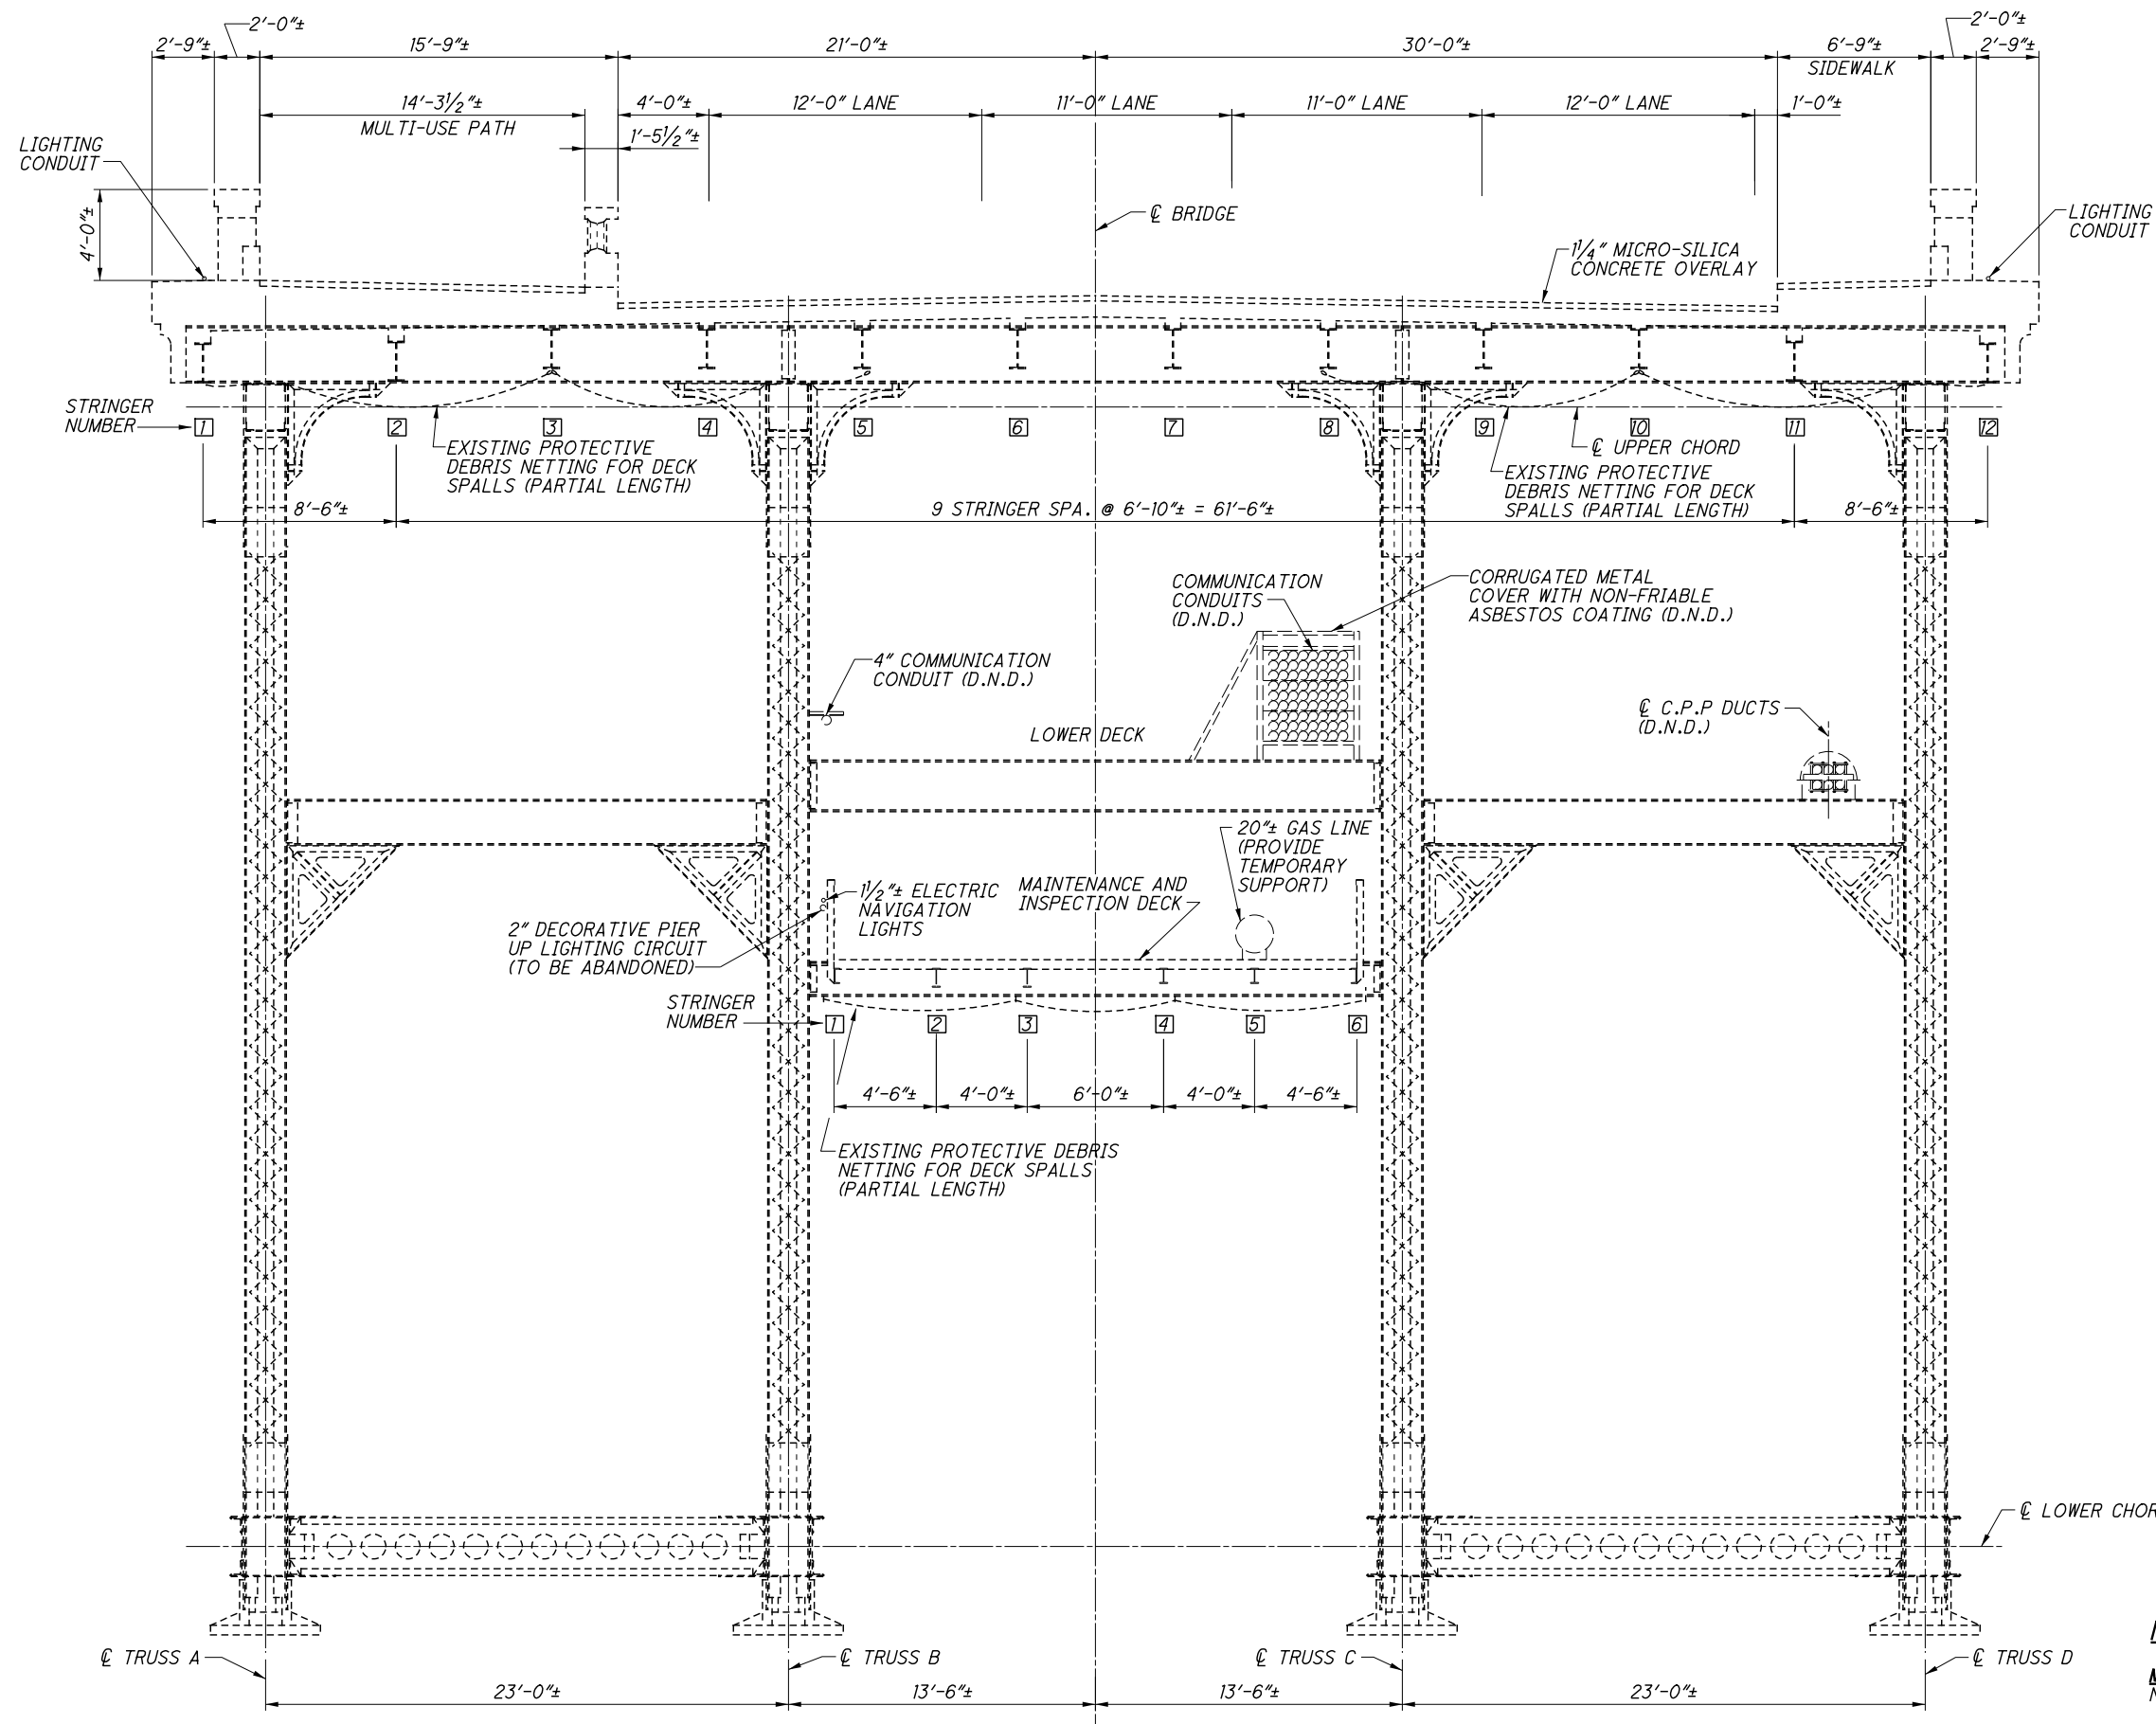 2'-0"±
2'-0"±
2'-9"±
15'-9"±
21'-0"±
30'-0"±
6'-9"±
SIDEWALK
2'-9"±
14'-3½"±
MULTI-USE PATH
4'-0"±
12'-0" LANE
11'-0" LANE
11'-0" LANE
12'-0" LANE
1'-0"±
1'-5½"±
LIGHTING
CONDUIT
4'-0"±
℄ BRIDGE
LIGHTING
CONDUIT
1¼" MICRO-SILICA
CONCRETE OVERLAY
STRINGER
NUMBER
1
2
3
4
5
6
7
8
9
10
11
12
EXISTING PROTECTIVE
DEBRIS NETTING FOR DECK
SPALLS (PARTIAL LENGTH)
℄ UPPER CHORD
EXISTING PROTECTIVE
DEBRIS NETTING FOR DECK
SPALLS (PARTIAL LENGTH)
8'-6"±
9 STRINGER SPA. @ 6'-10"± = 61'-6"±
8'-6"±
COMMUNICATION
CONDUITS
(D.N.D.)
CORRUGATED METAL
COVER WITH NON-FRIABLE
ASBESTOS COATING (D.N.D.)
4" COMMUNICATION
CONDUIT (D.N.D.)
LOWER DECK
℄ C.P.P DUCTS
(D.N.D.)
20"± GAS LINE
(PROVIDE
TEMPORARY
SUPPORT)
1½"± ELECTRIC
NAVIGATION
LIGHTS
MAINTENANCE AND
INSPECTION DECK
2" DECORATIVE PIER
UP LIGHTING CIRCUIT
(TO BE ABANDONED)
STRINGER
NUMBER
1
2
3
4
5
6
4'-6"±
4'-0"±
6'-0"±
4'-0"±
4'-6"±
EXISTING PROTECTIVE DEBRIS
NETTING FOR DECK SPALLS
(PARTIAL LENGTH)
℄ LOWER CHOR
℄ TRUSS A
℄ TRUSS B
℄ TRUSS C
℄ TRUSS D
23'-0"±
13'-6"±
13'-6"±
23'-0"±